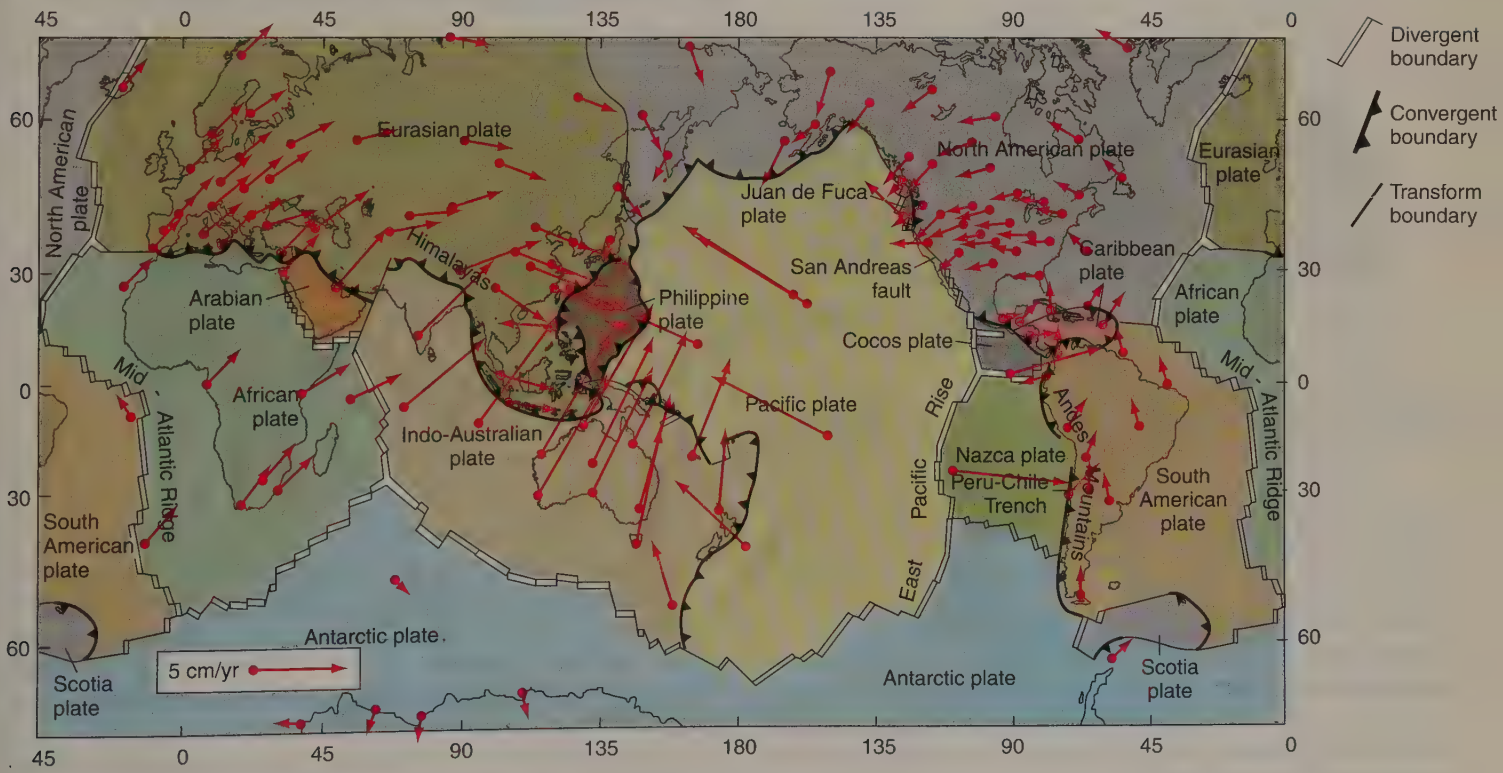 45 0 45 90 135 180 135 90 45 0
Divergent
boundary
Convergent
boundary
Transform
boundary
60
30
0
30
60
60
30
0
30
60
North American
plate
Eurasian plate
North American plate
Eurasian
plate
Juan de Fuca
plate
Himalayas
San Andreas
fault
Caribbean
plate
Arabian
plate
Philippine
plate
African
plate
Cocos plate
Mid - Atlantic Ridge
African
plate
Indo-Australian
plate
Pacific plate
East Pacific Rise
Nazca plate
Peru-Chile
Trench
Andes Mountains
South
American
plate
Mid - Atlantic Ridge
South
American
plate
Antarctic plate.
5 cm/yr
Scotia
plate
Antarctic plate
Scotia
plate
45 0 45 90 135 180 135 90 45 0